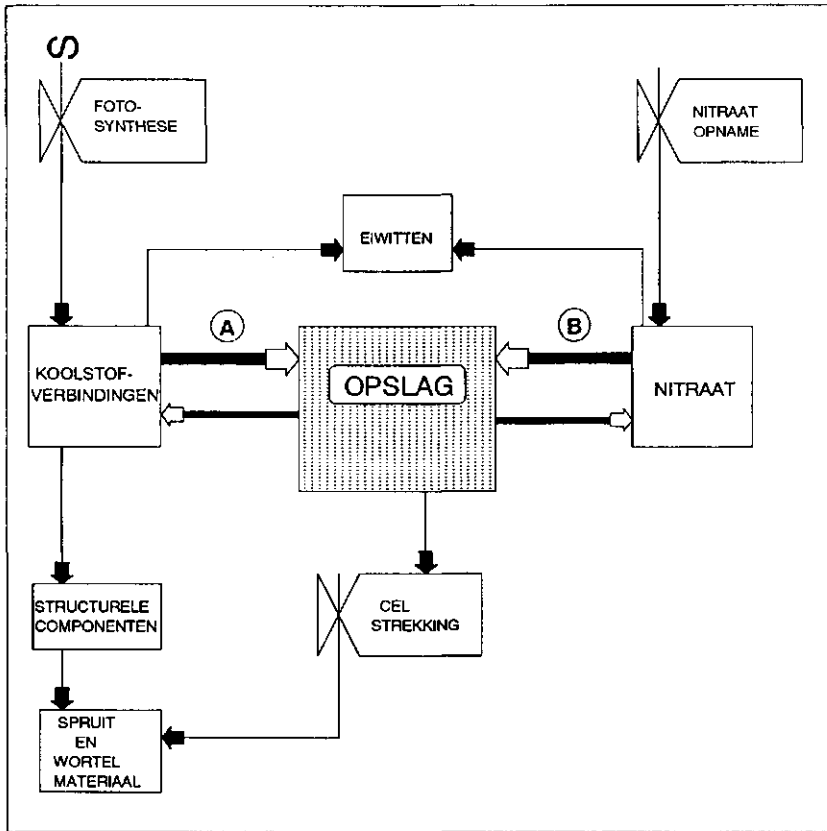 S
FOTO-
SYNTHESE
NITRAAT
OPNAME
EIWITTEN
A
B
KOOLSTOF-
VERBINDINGEN
OPSLAG
NITRAAT
STRUCTURELE
COMPONENTEN
CEL
STREKKING
SPRUIT
EN
WORTEL
MATERIAAL